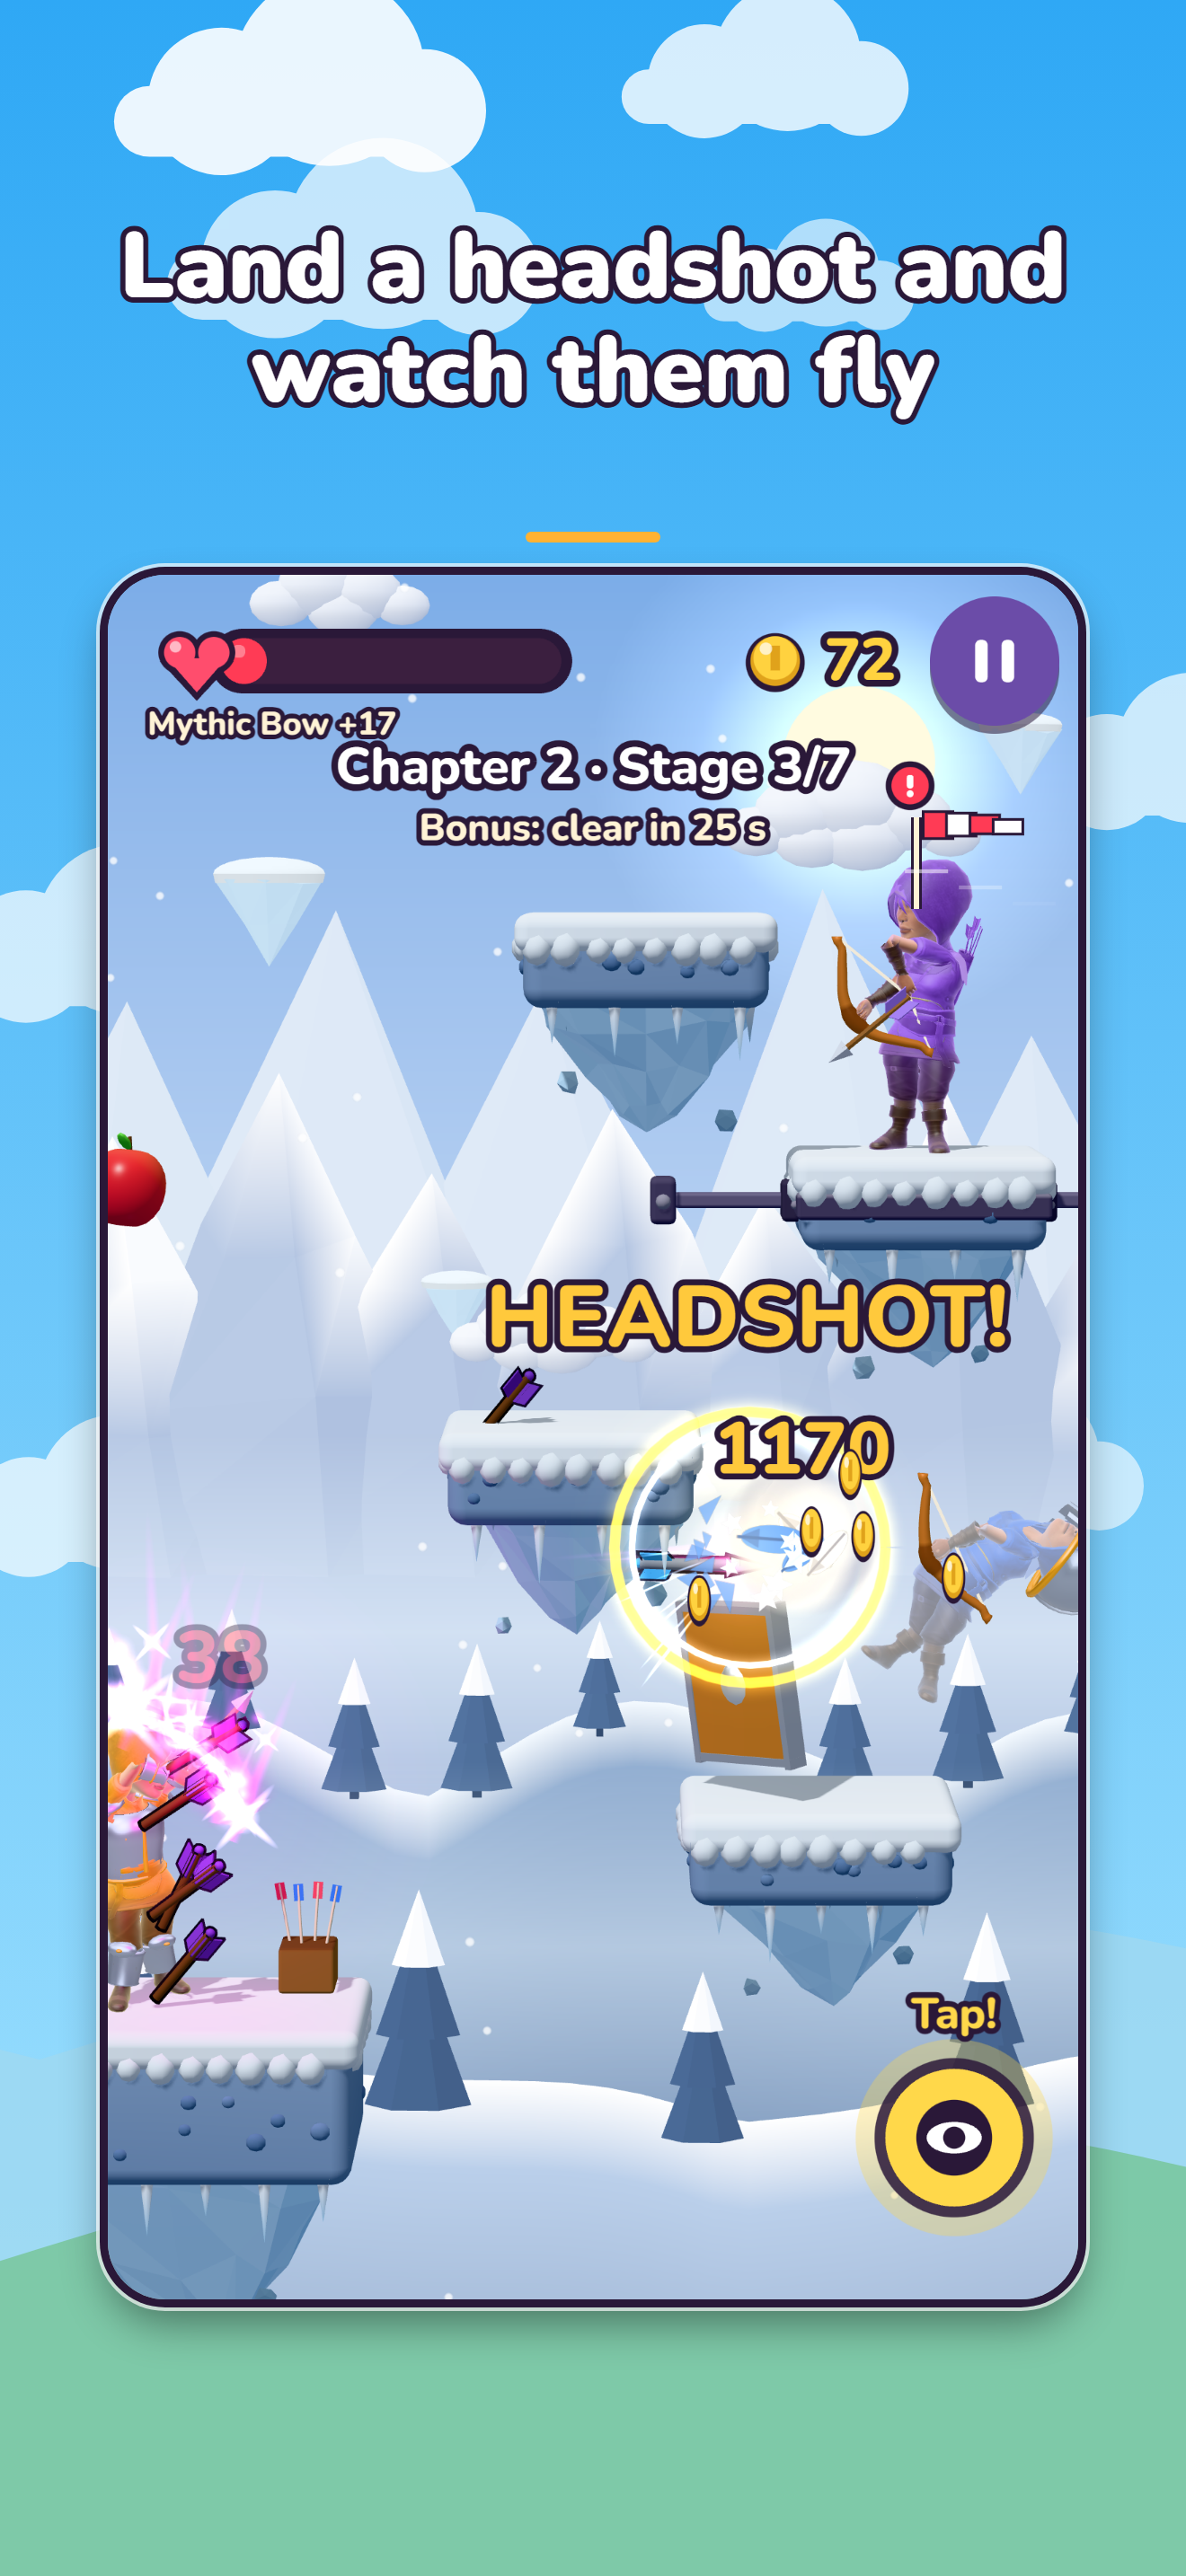 Land a headshot and
watch them fly
72
Mythic Bow +17
Chapter 2 • Stage 3/7
Bonus: clear in 25 s
!
HEADSHOT!
1170
38
Tap!